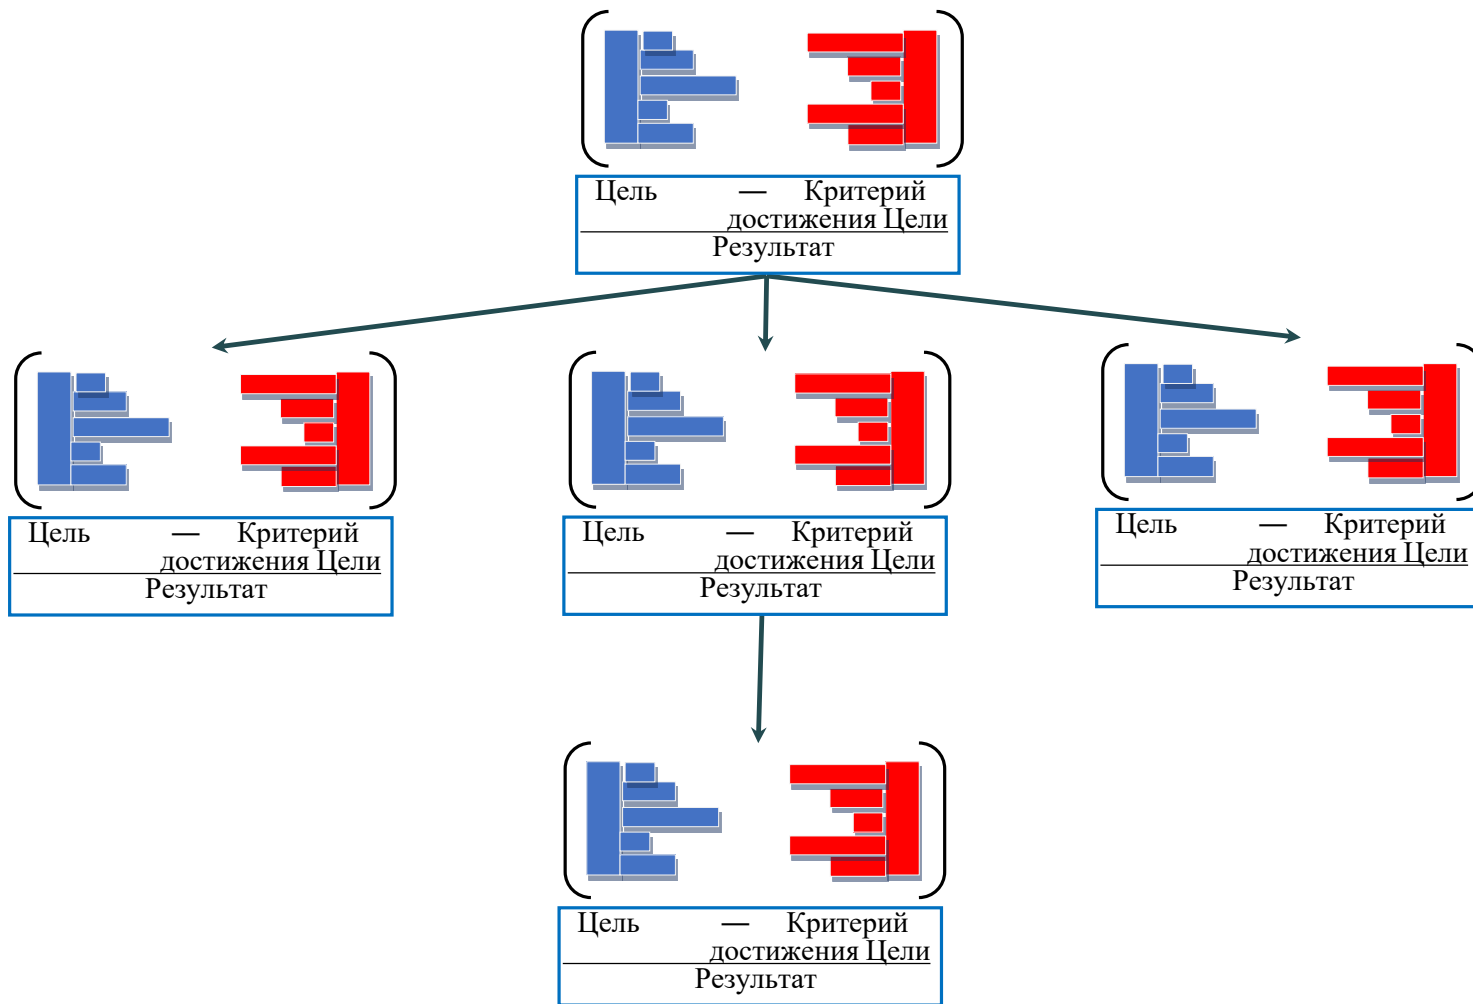 Цель — Критерий
достижения Цели
Результат
Цель — Критерий
достижения Цели
Результат
Цель — Критерий
достижения Цели
Результат
Цель — Критерий
достижения Цели
Результат
Цель — Критерий
достижения Цели
Результат